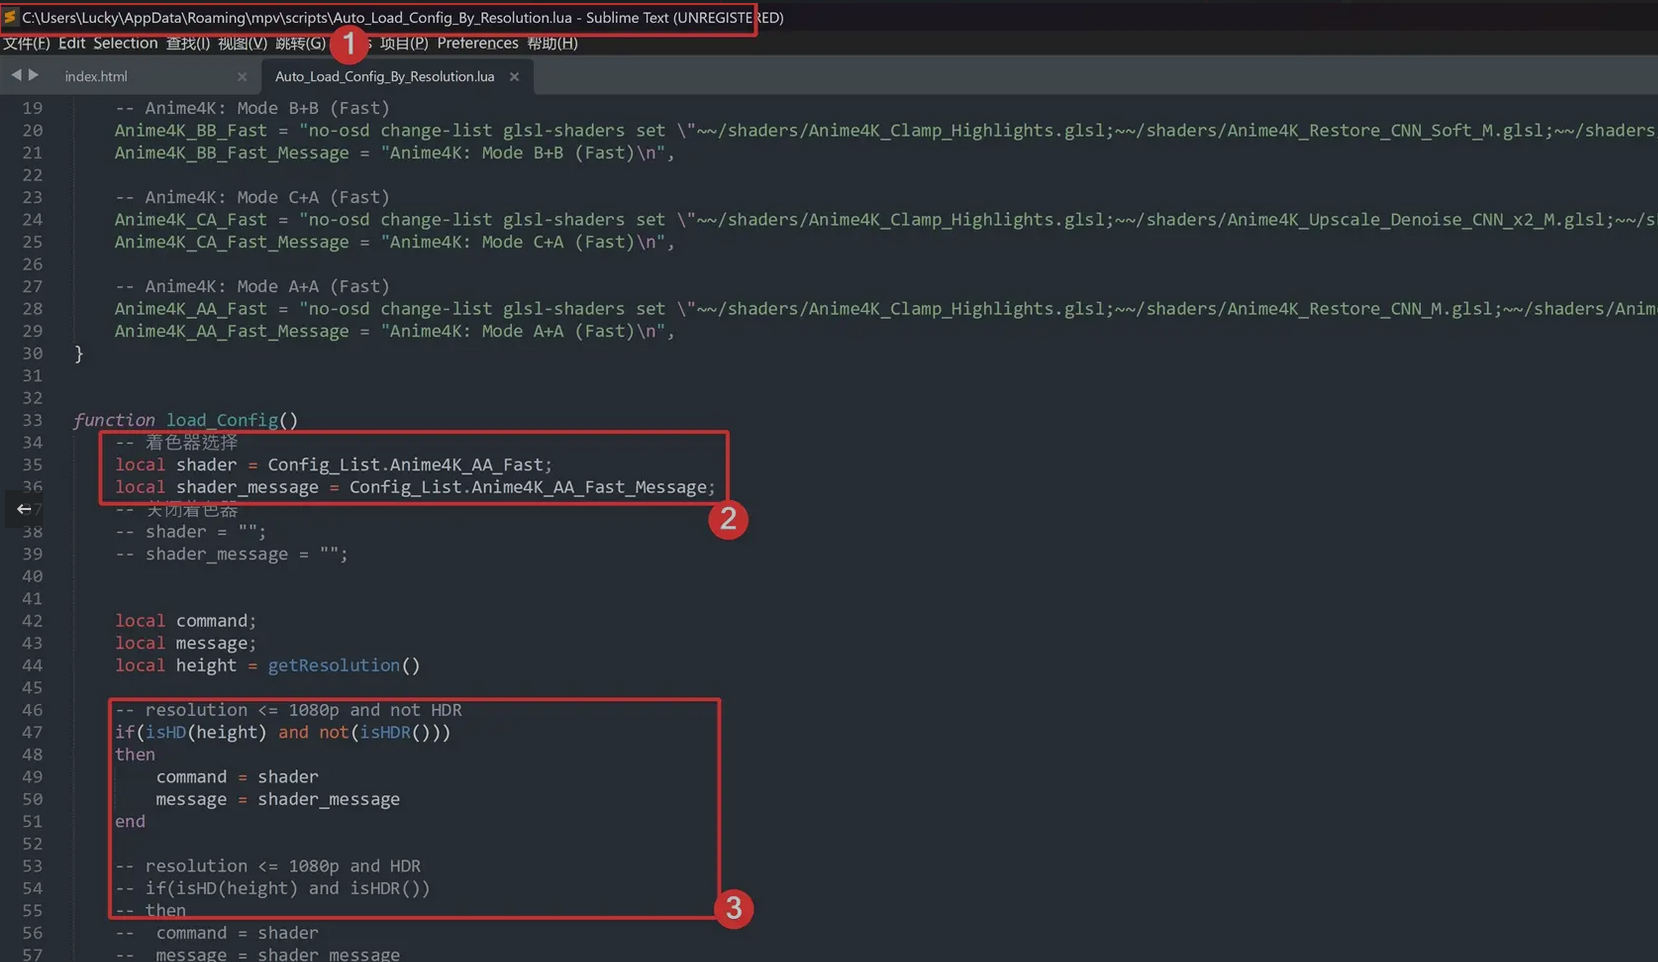 C:\Users\Lucky\AppData\Roaming\mpv\scripts\Auto_Load_Config_By_Resolution.lua - Sublime Text (UNREGISTERED)
文件(F) Edit Selection 查找(I) 视图(V) 跳转(G) 项目(P) Preferences 帮助(H)
1
index.html × Auto_Load_Config_By_Resolution.lua ×
19 -- Anime4K: Mode B+B (Fast)
20 Anime4K_BB_Fast = "no-osd change-list glsl-shaders set \"~~/shaders/Anime4K_Clamp_Highlights.glsl;~~/shaders/Anime4K_Restore_CNN_Soft_M.glsl;~~/shaders
21 Anime4K_BB_Fast_Message = "Anime4K: Mode B+B (Fast)\n",
22
23 -- Anime4K: Mode C+A (Fast)
24 Anime4K_CA_Fast = "no-osd change-list glsl-shaders set \"~~/shaders/Anime4K_Clamp_Highlights.glsl;~~/shaders/Anime4K_Upscale_Denoise_CNN_x2_M.glsl;~~/s
25 Anime4K_CA_Fast_Message = "Anime4K: Mode C+A (Fast)\n",
26
27 -- Anime4K: Mode A+A (Fast)
28 Anime4K_AA_Fast = "no-osd change-list glsl-shaders set \"~~/shaders/Anime4K_Clamp_Highlights.glsl;~~/shaders/Anime4K_Restore_CNN_M.glsl;~~/shaders/Anim
29 Anime4K_AA_Fast_Message = "Anime4K: Mode A+A (Fast)\n",
30 }
31
32
33 function load_Config()
34 -- 着色器选择
35 local shader = Config_List.Anime4K_AA_Fast;
36 local shader_message = Config_List.Anime4K_AA_Fast_Message;
37 -- 关闭着色器
2
38 -- shader = "";
39 -- shader_message = "";
40
41
42 local command;
43 local message;
44 local height = getResolution()
45
46 -- resolution <= 1080p and not HDR
47 if(isHD(height) and not(isHDR()))
48 then
49 command = shader
50 message = shader_message
51 end
52
53 -- resolution <= 1080p and HDR
54 -- if(isHD(height) and isHDR())
55 -- then
3
56 -- command = shader
57 -- message = shader message